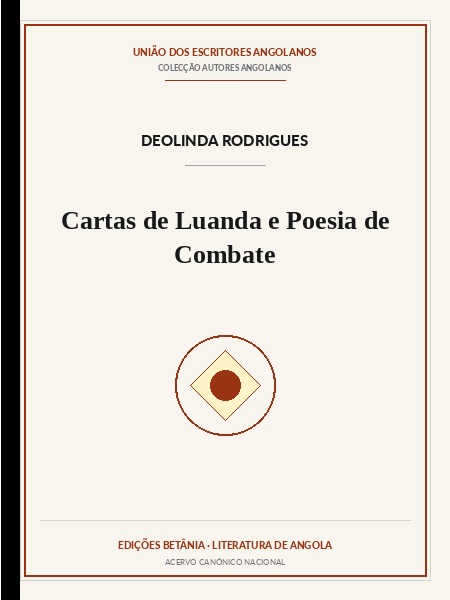 UNIÃO DOS ESCRITORES ANGOLANOS
COLECÇÃO AUTORES ANGOLANOS
DEOLINDA RODRIGUES
Cartas de Luanda e Poesia de
Combate
EDIÇÕES BETÂNIA · LITERATURA DE ANGOLA
ACERVO CANÓNICO NACIONAL